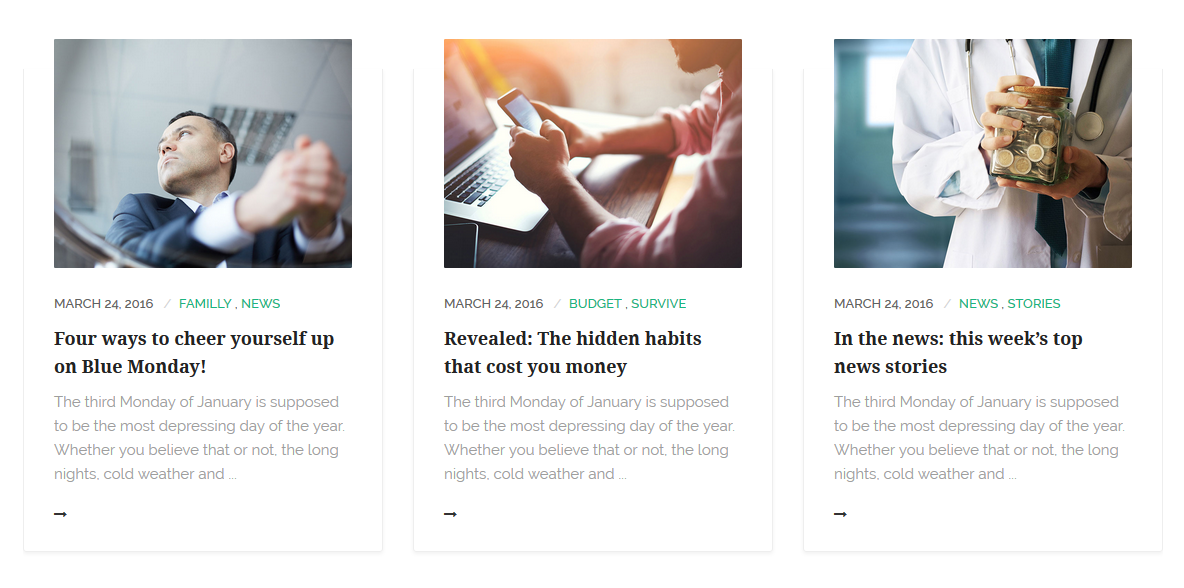 MARCH 24, 2016 / FAMILLY , NEWS
Four ways to cheer yourself up
on Blue Monday!
The third Monday of January is supposed
to be the most depressing day of the year.
Whether you believe that or not, the long
nights, cold weather and ...
MARCH 24, 2016 / BUDGET , SURVIVE
Revealed: The hidden habits
that cost you money
The third Monday of January is supposed
to be the most depressing day of the year.
Whether you believe that or not, the long
nights, cold weather and ...
MARCH 24, 2016 / NEWS , STORIES
In the news: this week’s top
news stories
The third Monday of January is supposed
to be the most depressing day of the year.
Whether you believe that or not, the long
nights, cold weather and ...